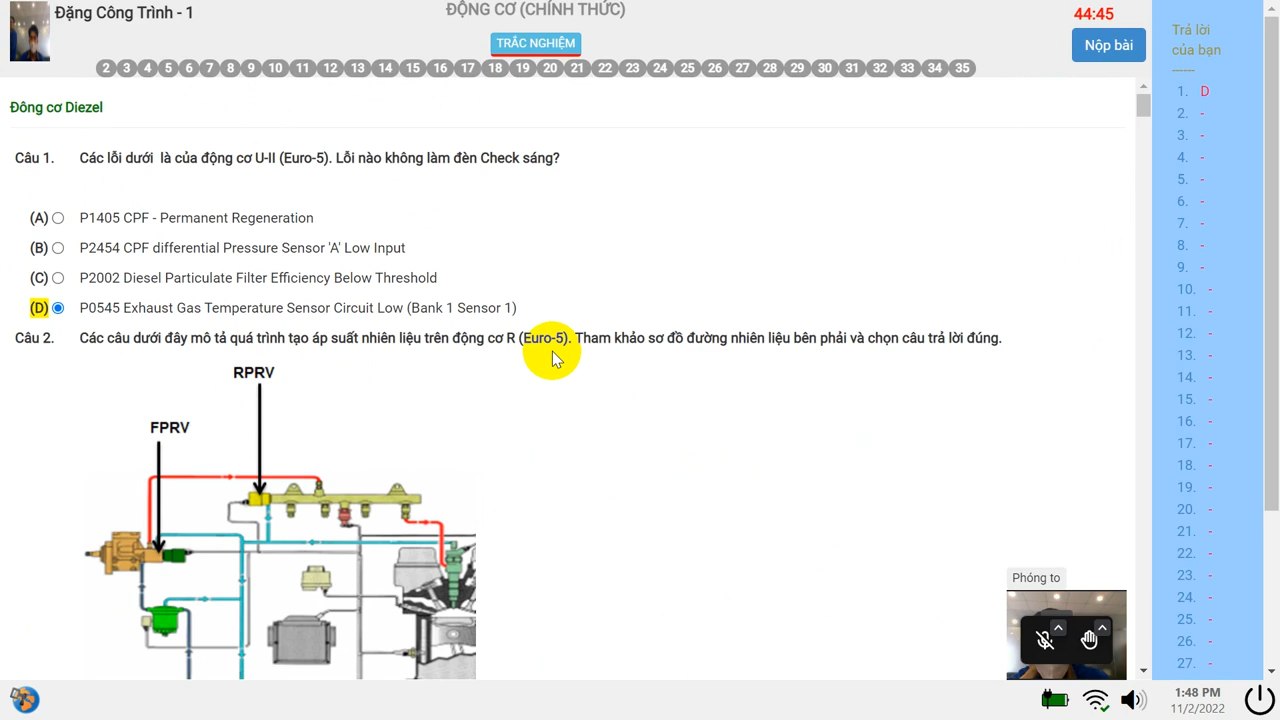 Đặng Công Trình - 1
ĐỘNG CƠ (CHÍNH THỨC)
TRẮC NGHIỆM
44:45
Nộp bài
2 3 4 5 6 7 8 9 10 11 12 13 14 15 16 17 18 19 20 21 22 23 24 25 26 27 28 29 30 31 32 33 34 35
Đông cơ Diezel
Câu 1. Các lỗi dưới là của động cơ U-II (Euro-5). Lỗi nào không làm đèn Check sáng?
(A) P1405 CPF - Permanent Regeneration
(B) P2454 CPF differential Pressure Sensor 'A' Low Input
(C) P2002 Diesel Particulate Filter Efficiency Below Threshold
(D) P0545 Exhaust Gas Temperature Sensor Circuit Low (Bank 1 Sensor 1)
Câu 2. Các câu dưới đây mô tả quá trình tạo áp suất nhiên liệu trên động cơ R (Euro-5). Tham khảo sơ đồ đường nhiên liệu bên phải và chọn câu trả lời đúng.
RPRV
FPRV
Phóng to
Trả lời
của bạn
-----
1. D
2. -
3. -
4. -
5. -
6. -
7. -
8. -
9. -
10. -
11. -
12. -
13. -
14. -
15. -
16. -
17. -
18. -
19. -
20. -
21. -
22. -
23. -
24. -
25. -
26. -
27. -
1:48 PM
11/2/2022